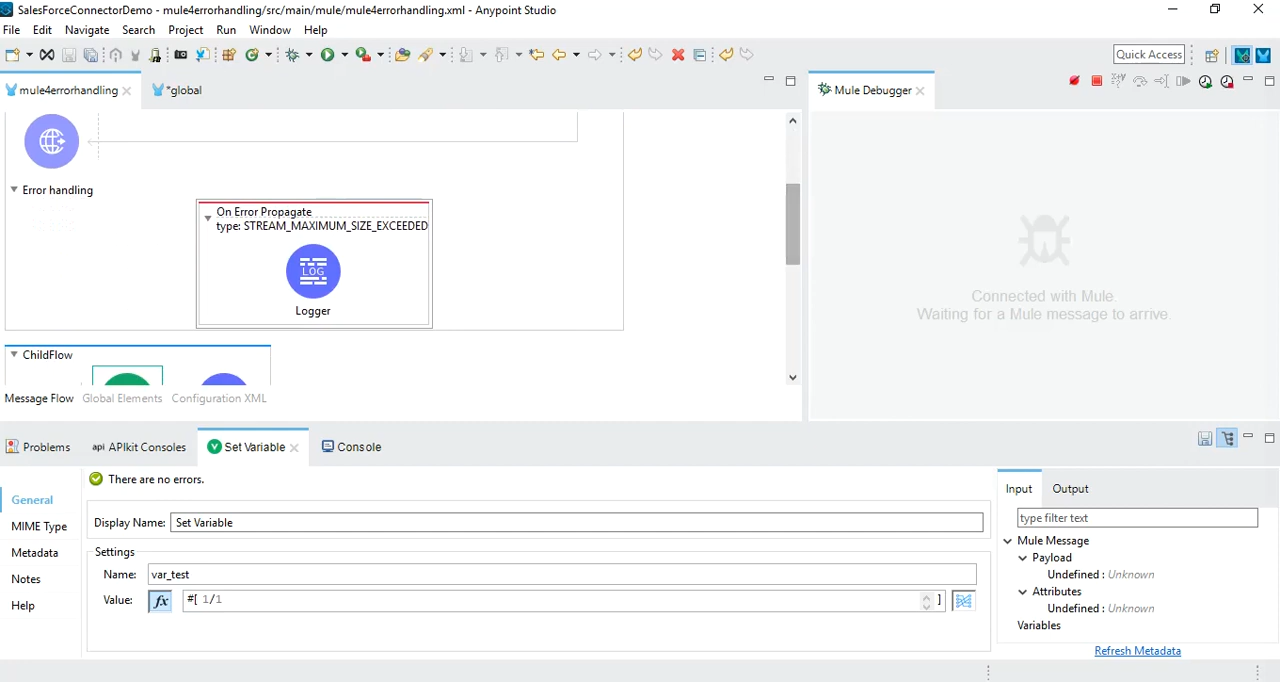 SalesForceConnectorDemo - mule4errorhandling/src/main/mule/mule4errorhandling.xml - Anypoint Studio
File Edit Navigate Search Project Run Window Help
Quick Access
mule4errorhandling
*global
Mule Debugger
Error handling
On Error Propagate
type: STREAM_MAXIMUM_SIZE_EXCEEDED
LOG
Logger
Connected with Mule.
Waiting for a Mule message to arrive.
ChildFlow
Message Flow Global Elements Configuration XML
Problems
api APIkit Consoles
Set Variable
Console
There are no errors.
General
MIME Type
Metadata
Notes
Help
Display Name: Set Variable
Settings
Name: var_test
Value: fx #[ 1/1 ]
Input Output
type filter text
Mule Message
Payload
Undefined : Unknown
Attributes
Undefined : Unknown
Variables
Refresh Metadata